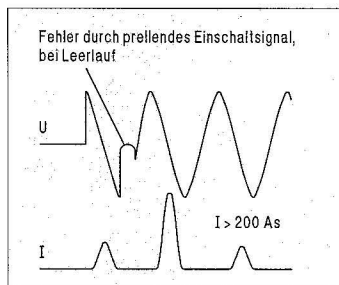 Fehler durch prellendes Einschaltsignal,
bei Leerlauf
U
I > 200 As
I